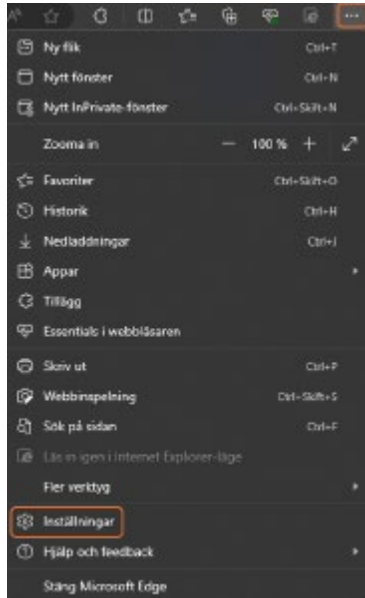 Ny flik Ctrl+T
Nytt fönster Ctrl+N
Nytt InPrivate-fönster Ctrl+Skift+N
Zooma in — 100 % +
Favoriter Ctrl+Skift+O
Historik Ctrl+H
Nedladdningar Ctrl+J
Appar
Tillägg
Essentials i webbläsaren
Skriv ut Ctrl+P
Webbinspelning Ctrl+Skift+S
Sök på sidan Ctrl+F
Läs in igen i Internet Explorer-läge
Fler verktyg
Inställningar
Hjälp och feedback
Stäng Microsoft Edge